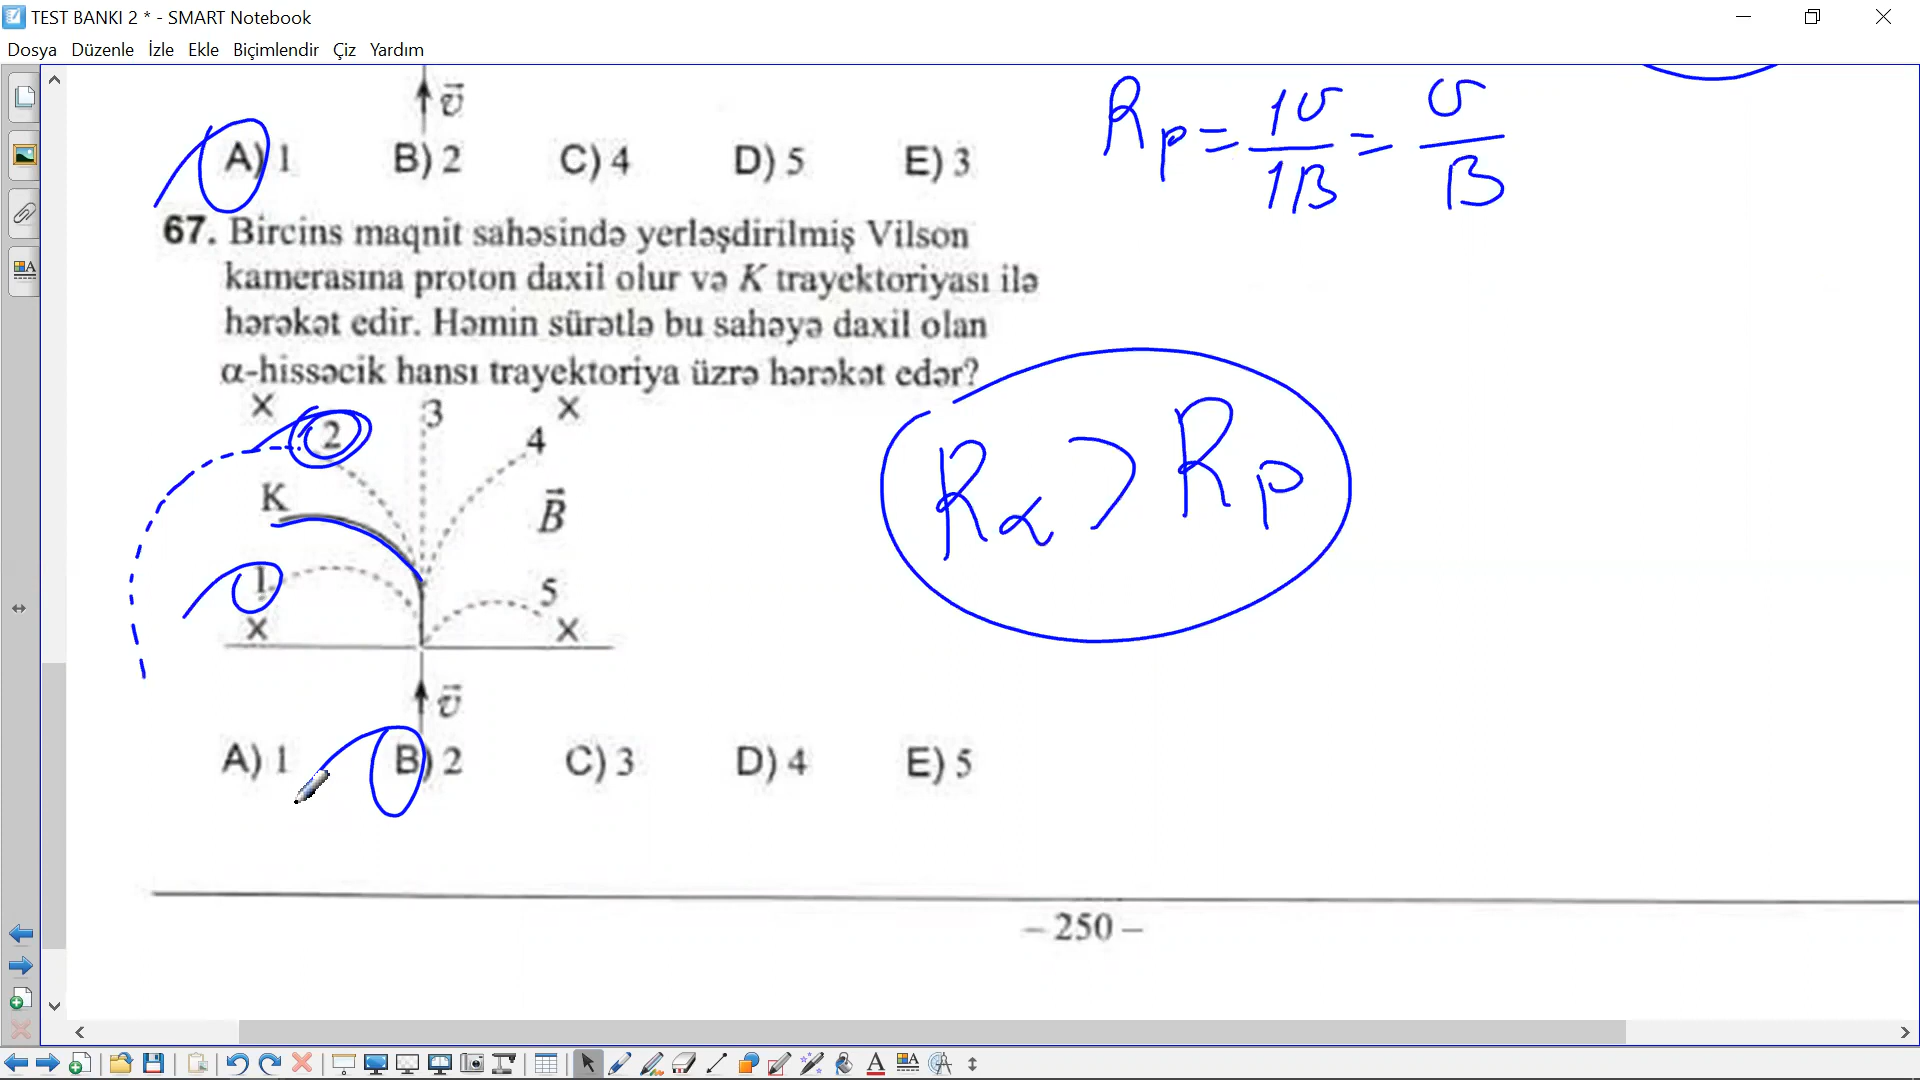 TEST BANKI 2 * - SMART Notebook
Dosya Düzenle İzle Ekle Biçimlendir Çiz Yardım
υ
A) 1 B) 2 C) 4 D) 5 E) 3
Rp = 1υ/1B = υ/B
67. Bircins maqnit sahəsində yerləşdirilmiş Vilson
kamerasına proton daxil olur və K trayektoriyası ilə
hərəkət edir. Həmin sürətlə bu sahəyə daxil olan
α-hissəcik hansı trayektoriya üzrə hərəkət edər?
X 2 3 4 X
K B
1 5
X X
υ
Rα > Rp
A) 1 B) 2 C) 3 D) 4 E) 5
– 250 –